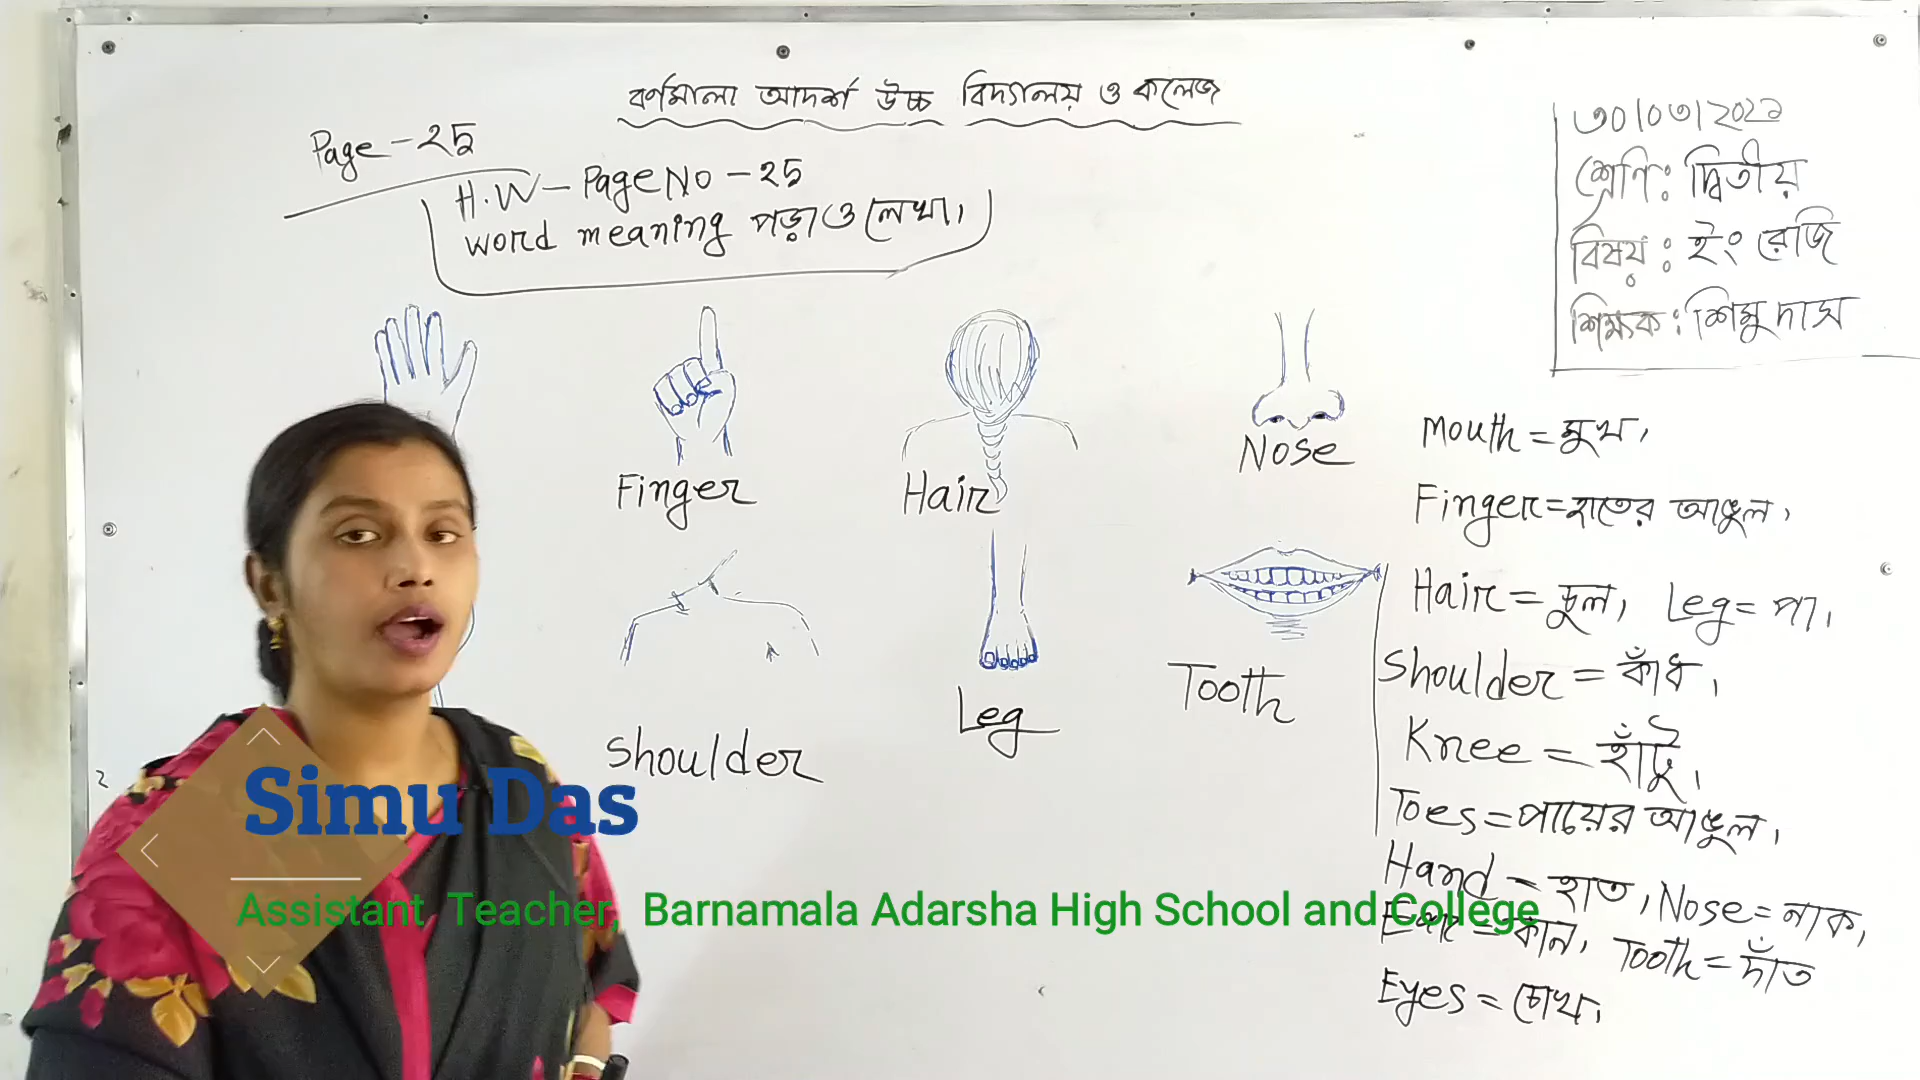 বর্ণমালা আদর্শ উচ্চ বিদ্যালয় ও কলেজ
Page - 25
H.W - Page No - 25
word meaning পড়া ও লেখা।
৩০/০৩/২০২১
শ্রেণি: দ্বিতীয়
বিষয়: ইংরেজি
শিক্ষক: শিমু দাস
Finger
Hair
Nose
Shoulder
Leg
Tooth
Mouth = মুখ,
Finger = হাতের আঙুল,
Hair = চুল, Leg = পা,
Shoulder = কাঁধ,
Knee = হাঁটু,
Toes = পায়ের আঙুল,
Hand - হাত, Nose = নাক,
Ear = কান, Tooth = দাঁত
Eyes = চোখ,
Simu Das
Assistant Teacher, Barnamala Adarsha High School and College